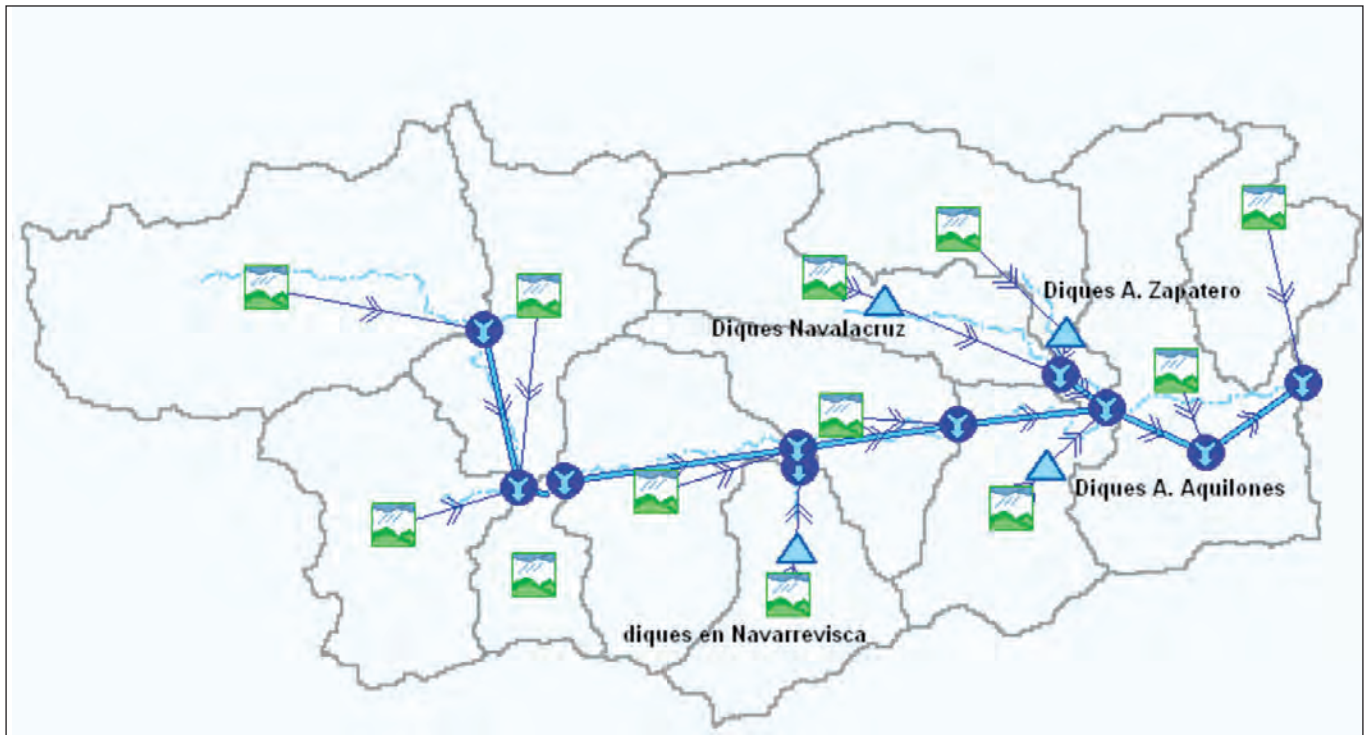 Diques A. Zapatero
Diques Navalacruz
Diques A. Aquilones
diques en Navarrevisca